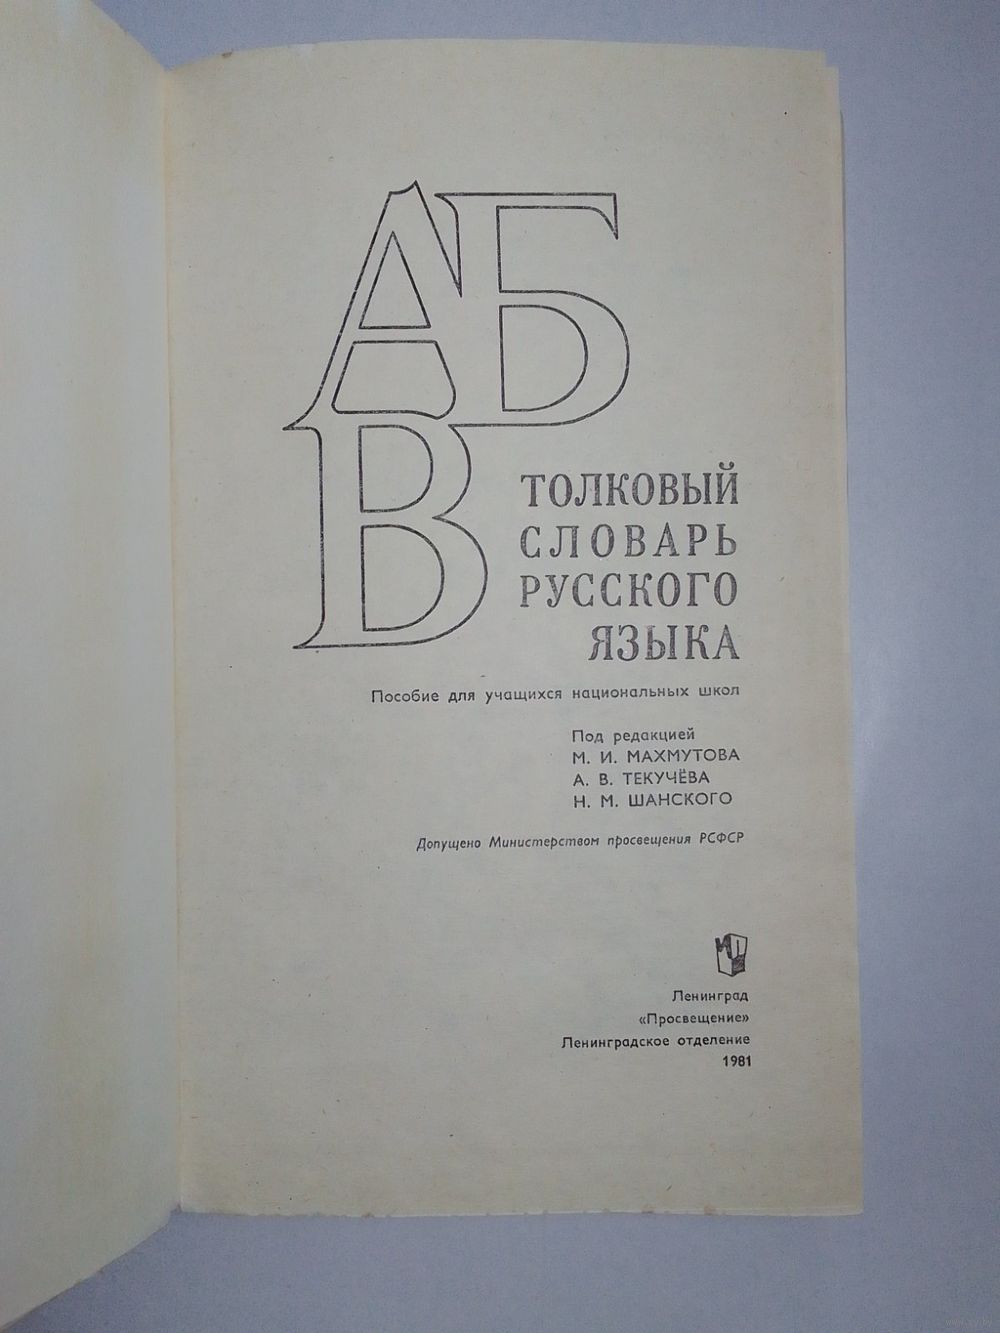 АБ
В
ТОЛКОВЫЙ
СЛОВАРЬ
РУССКОГО
ЯЗЫКА
Пособие для учащихся национальных школ
Под редакцией
М. И. МАХМУТОВА
А. В. ТЕКУЧЁВА
Н. М. ШАНСКОГО
Допущено Министерством просвещения РСФСР
Ленинград
«Просвещение»
Ленинградское отделение
1981